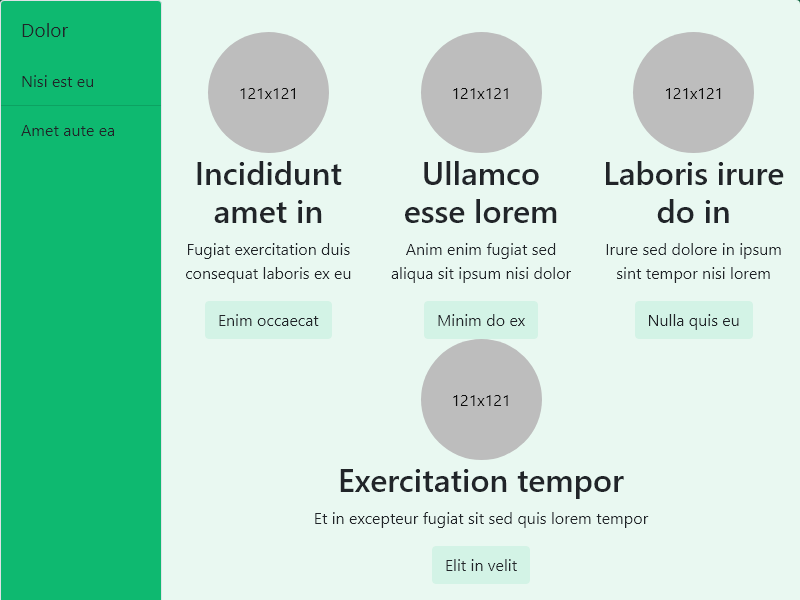 Dolor
Nisi est eu
Amet aute ea
121x121
Incididunt
amet in
Fugiat exercitation duis
consequat laboris ex eu
Enim occaecat
121x121
Ullamco
esse lorem
Anim enim fugiat sed
aliqua sit ipsum nisi dolor
Minim do ex
121x121
Laboris irure
do in
Irure sed dolore in ipsum
sint tempor nisi lorem
Nulla quis eu
121x121
Exercitation tempor
Et in excepteur fugiat sit sed quis lorem tempor
Elit in velit